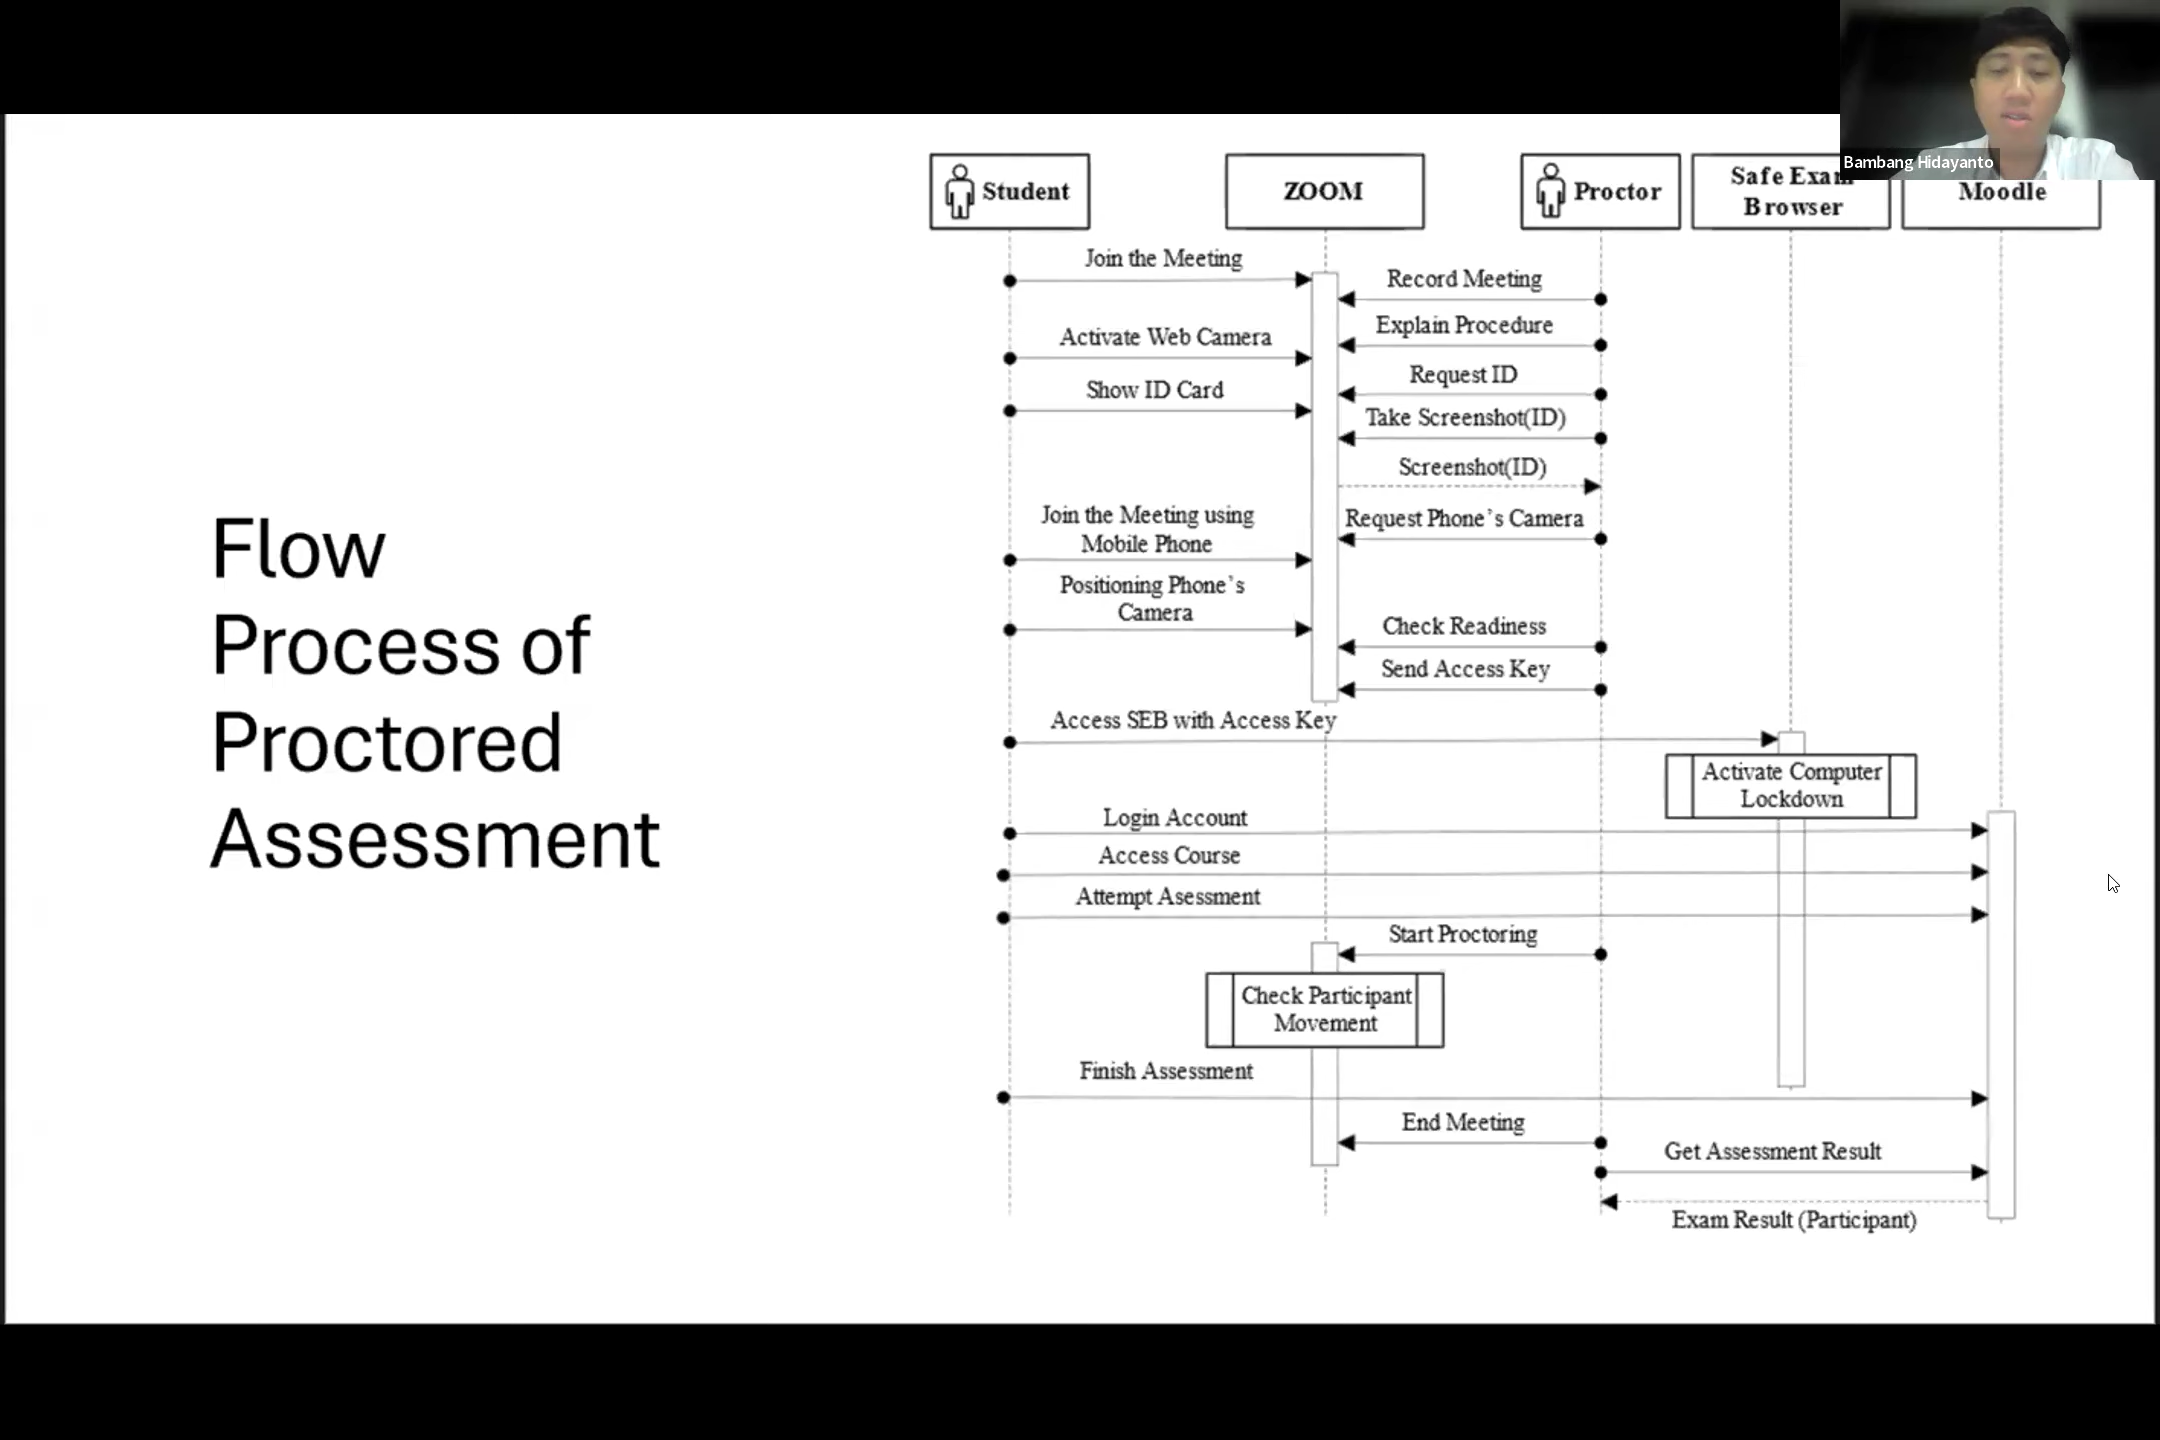 Bambang Hidayanto
Flow
Process of
Proctored
Assessment
Student
ZOOM
Proctor
Safe Exam
Browser
Moodle
Join the Meeting
Record Meeting
Explain Procedure
Activate Web Camera
Request ID
Show ID Card
Take Screenshot(ID)
Screenshot(ID)
Join the Meeting using
Mobile Phone
Request Phone’s Camera
Positioning Phone’s
Camera
Check Readiness
Send Access Key
Access SEB with Access Key
Activate Computer
Lockdown
Login Account
Access Course
Attempt Asessment
Start Proctoring
Check Participant
Movement
Finish Assessment
End Meeting
Get Assessment Result
Exam Result (Participant)